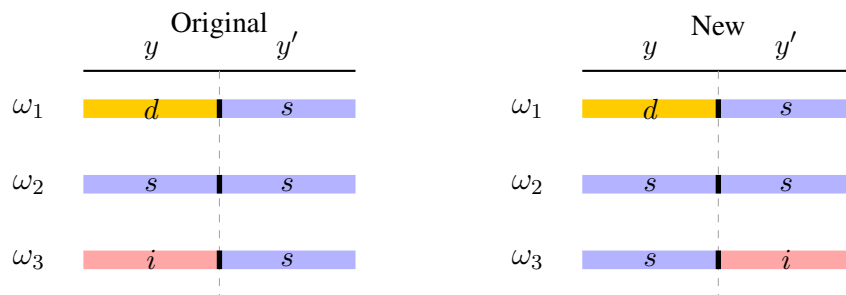 Original New
y y′ y y′
ω₁ d s ω₁ d s
ω₂ s s ω₂ s s
ω₃ i s ω₃ s i